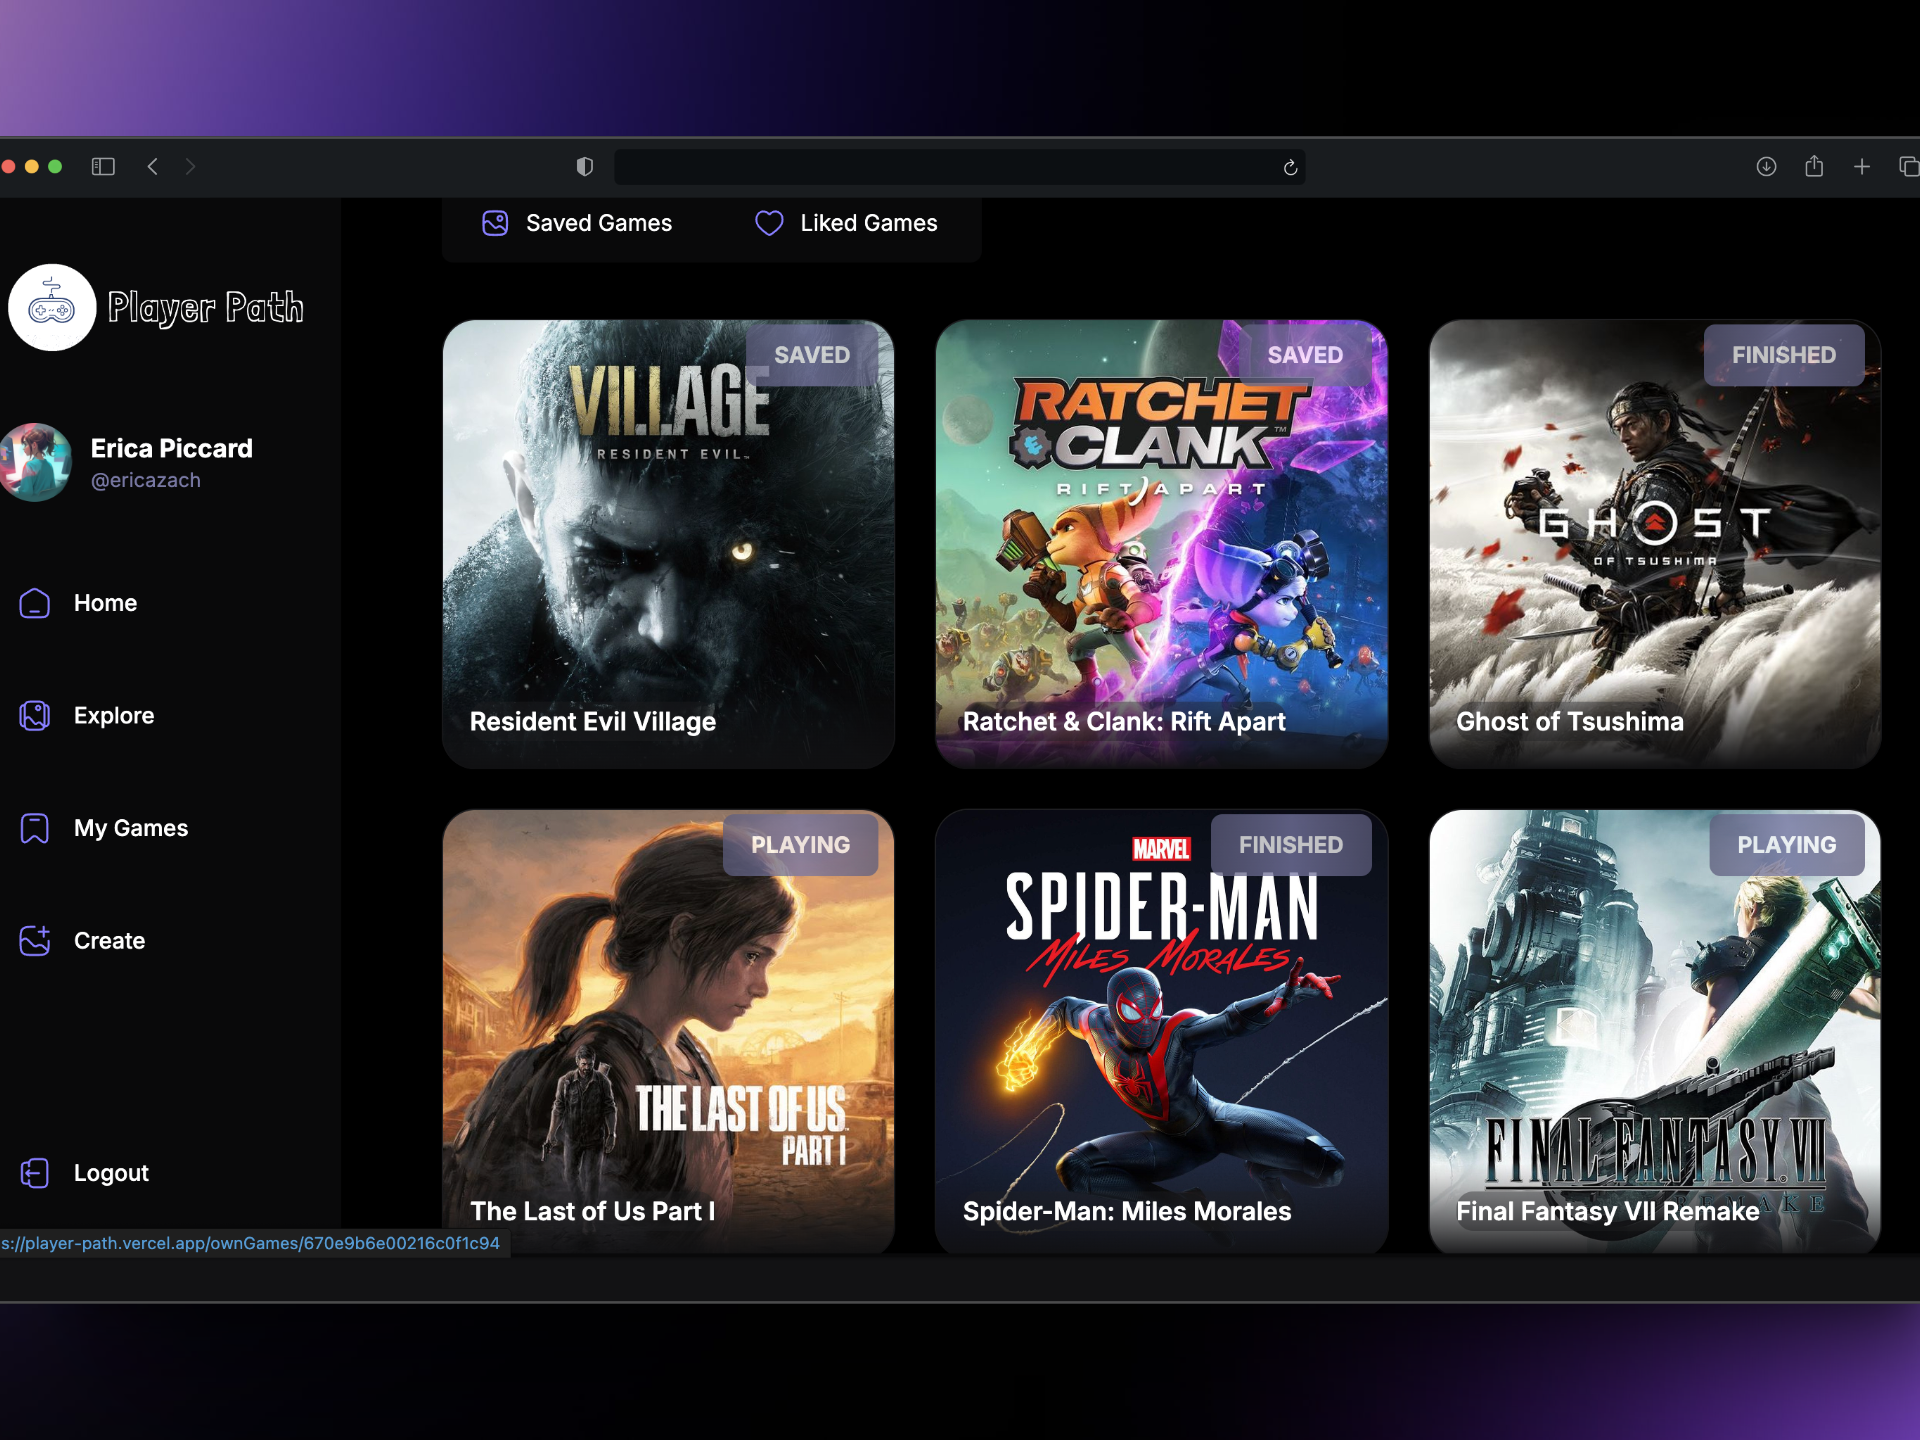 Saved Games
Liked Games
Player Path
Erica Piccard
@ericazach
Home
Explore
My Games
Create
Logout
s://player-path.vercel.app/ownGames/670e9b6e00216c0f1c94
SAVED
VILLAGE
RESIDENT EVIL™
Resident Evil Village
SAVED
RATCHET
CLANK™
RIFT APART
Ratchet & Clank: Rift Apart
FINISHED
GHOST
OF TSUSHIMA
Ghost of Tsushima
PLAYING
THE LAST OF US
PART I
The Last of Us Part I
FINISHED
MARVEL
SPIDER-MAN
MILES MORALES
Spider-Man: Miles Morales
PLAYING
FINAL FANTASY VII
REMAKE
Final Fantasy VII Remake